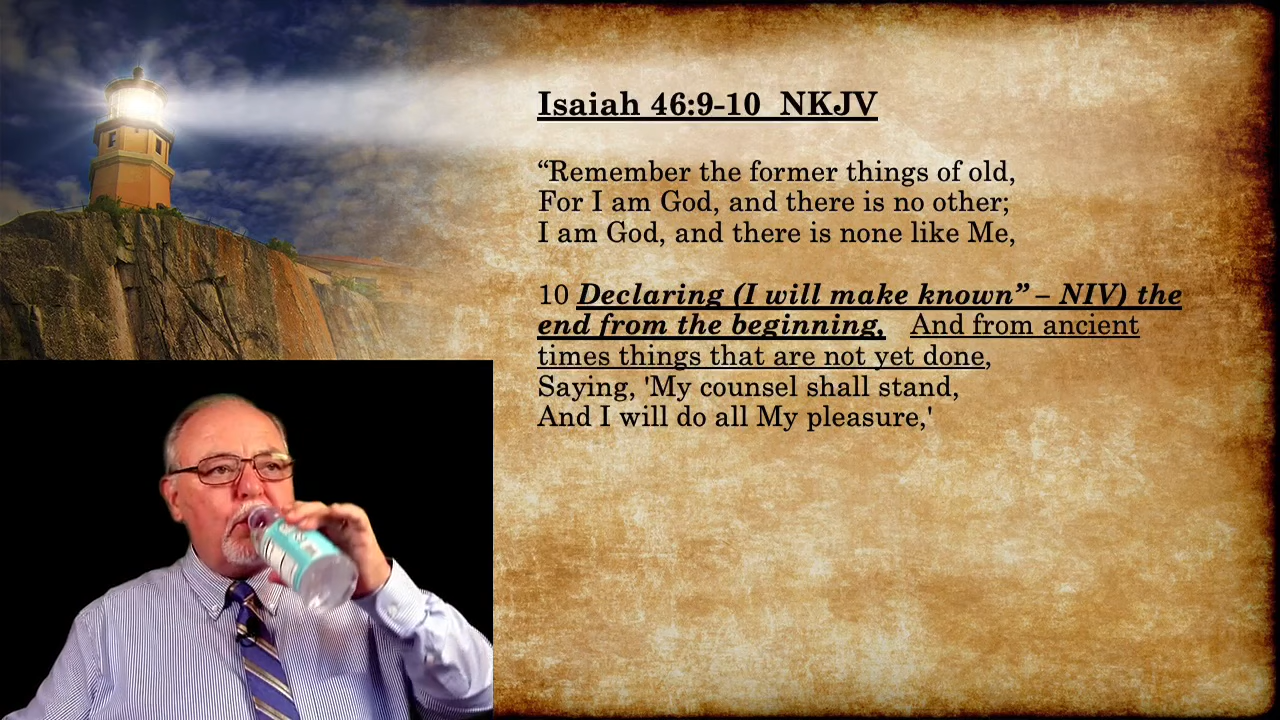 Isaiah 46:9-10  NKJV
“Remember the former things of old,
For I am God, and there is no other;
I am God, and there is none like Me,
10 Declaring (I will make known” – NIV) the
end from the beginning,   And from ancient
times things that are not yet done,
Saying, 'My counsel shall stand,
And I will do all My pleasure,'